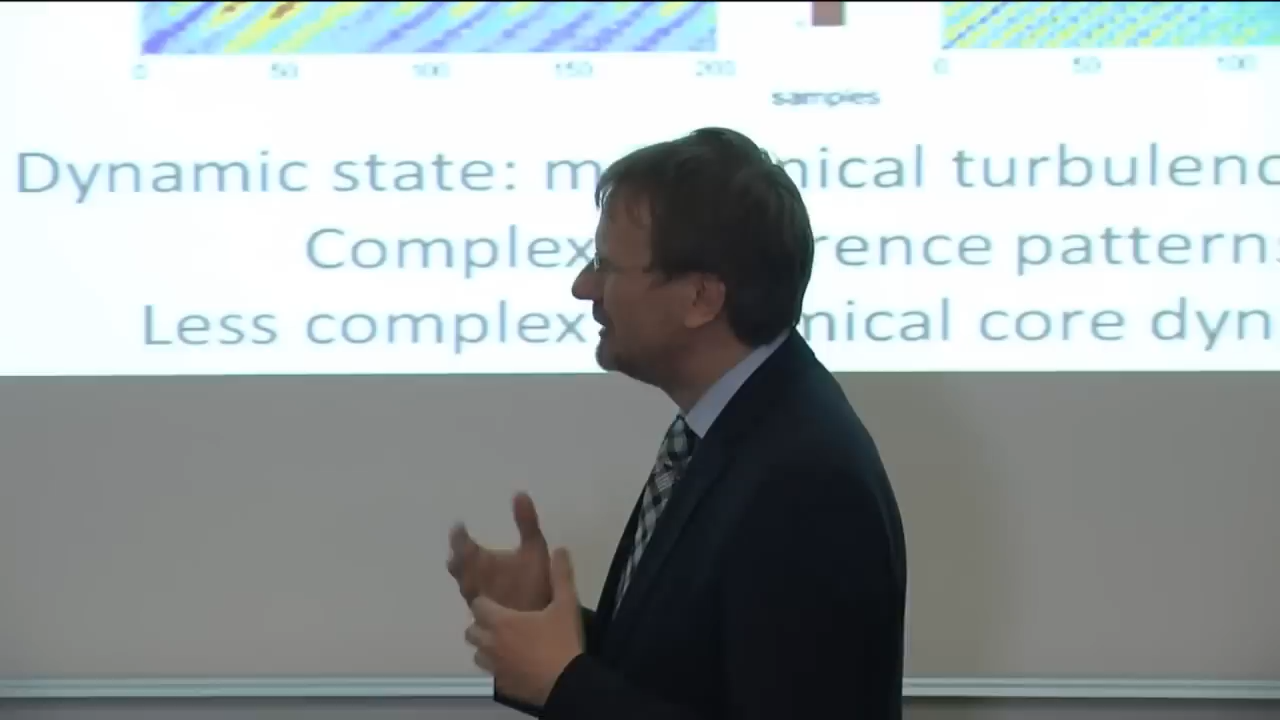 0 50 100 150 200 0 50 100
samples
Dynamic state: m nical turbulenc
Complex rence patterns
Less complex mical core dyn